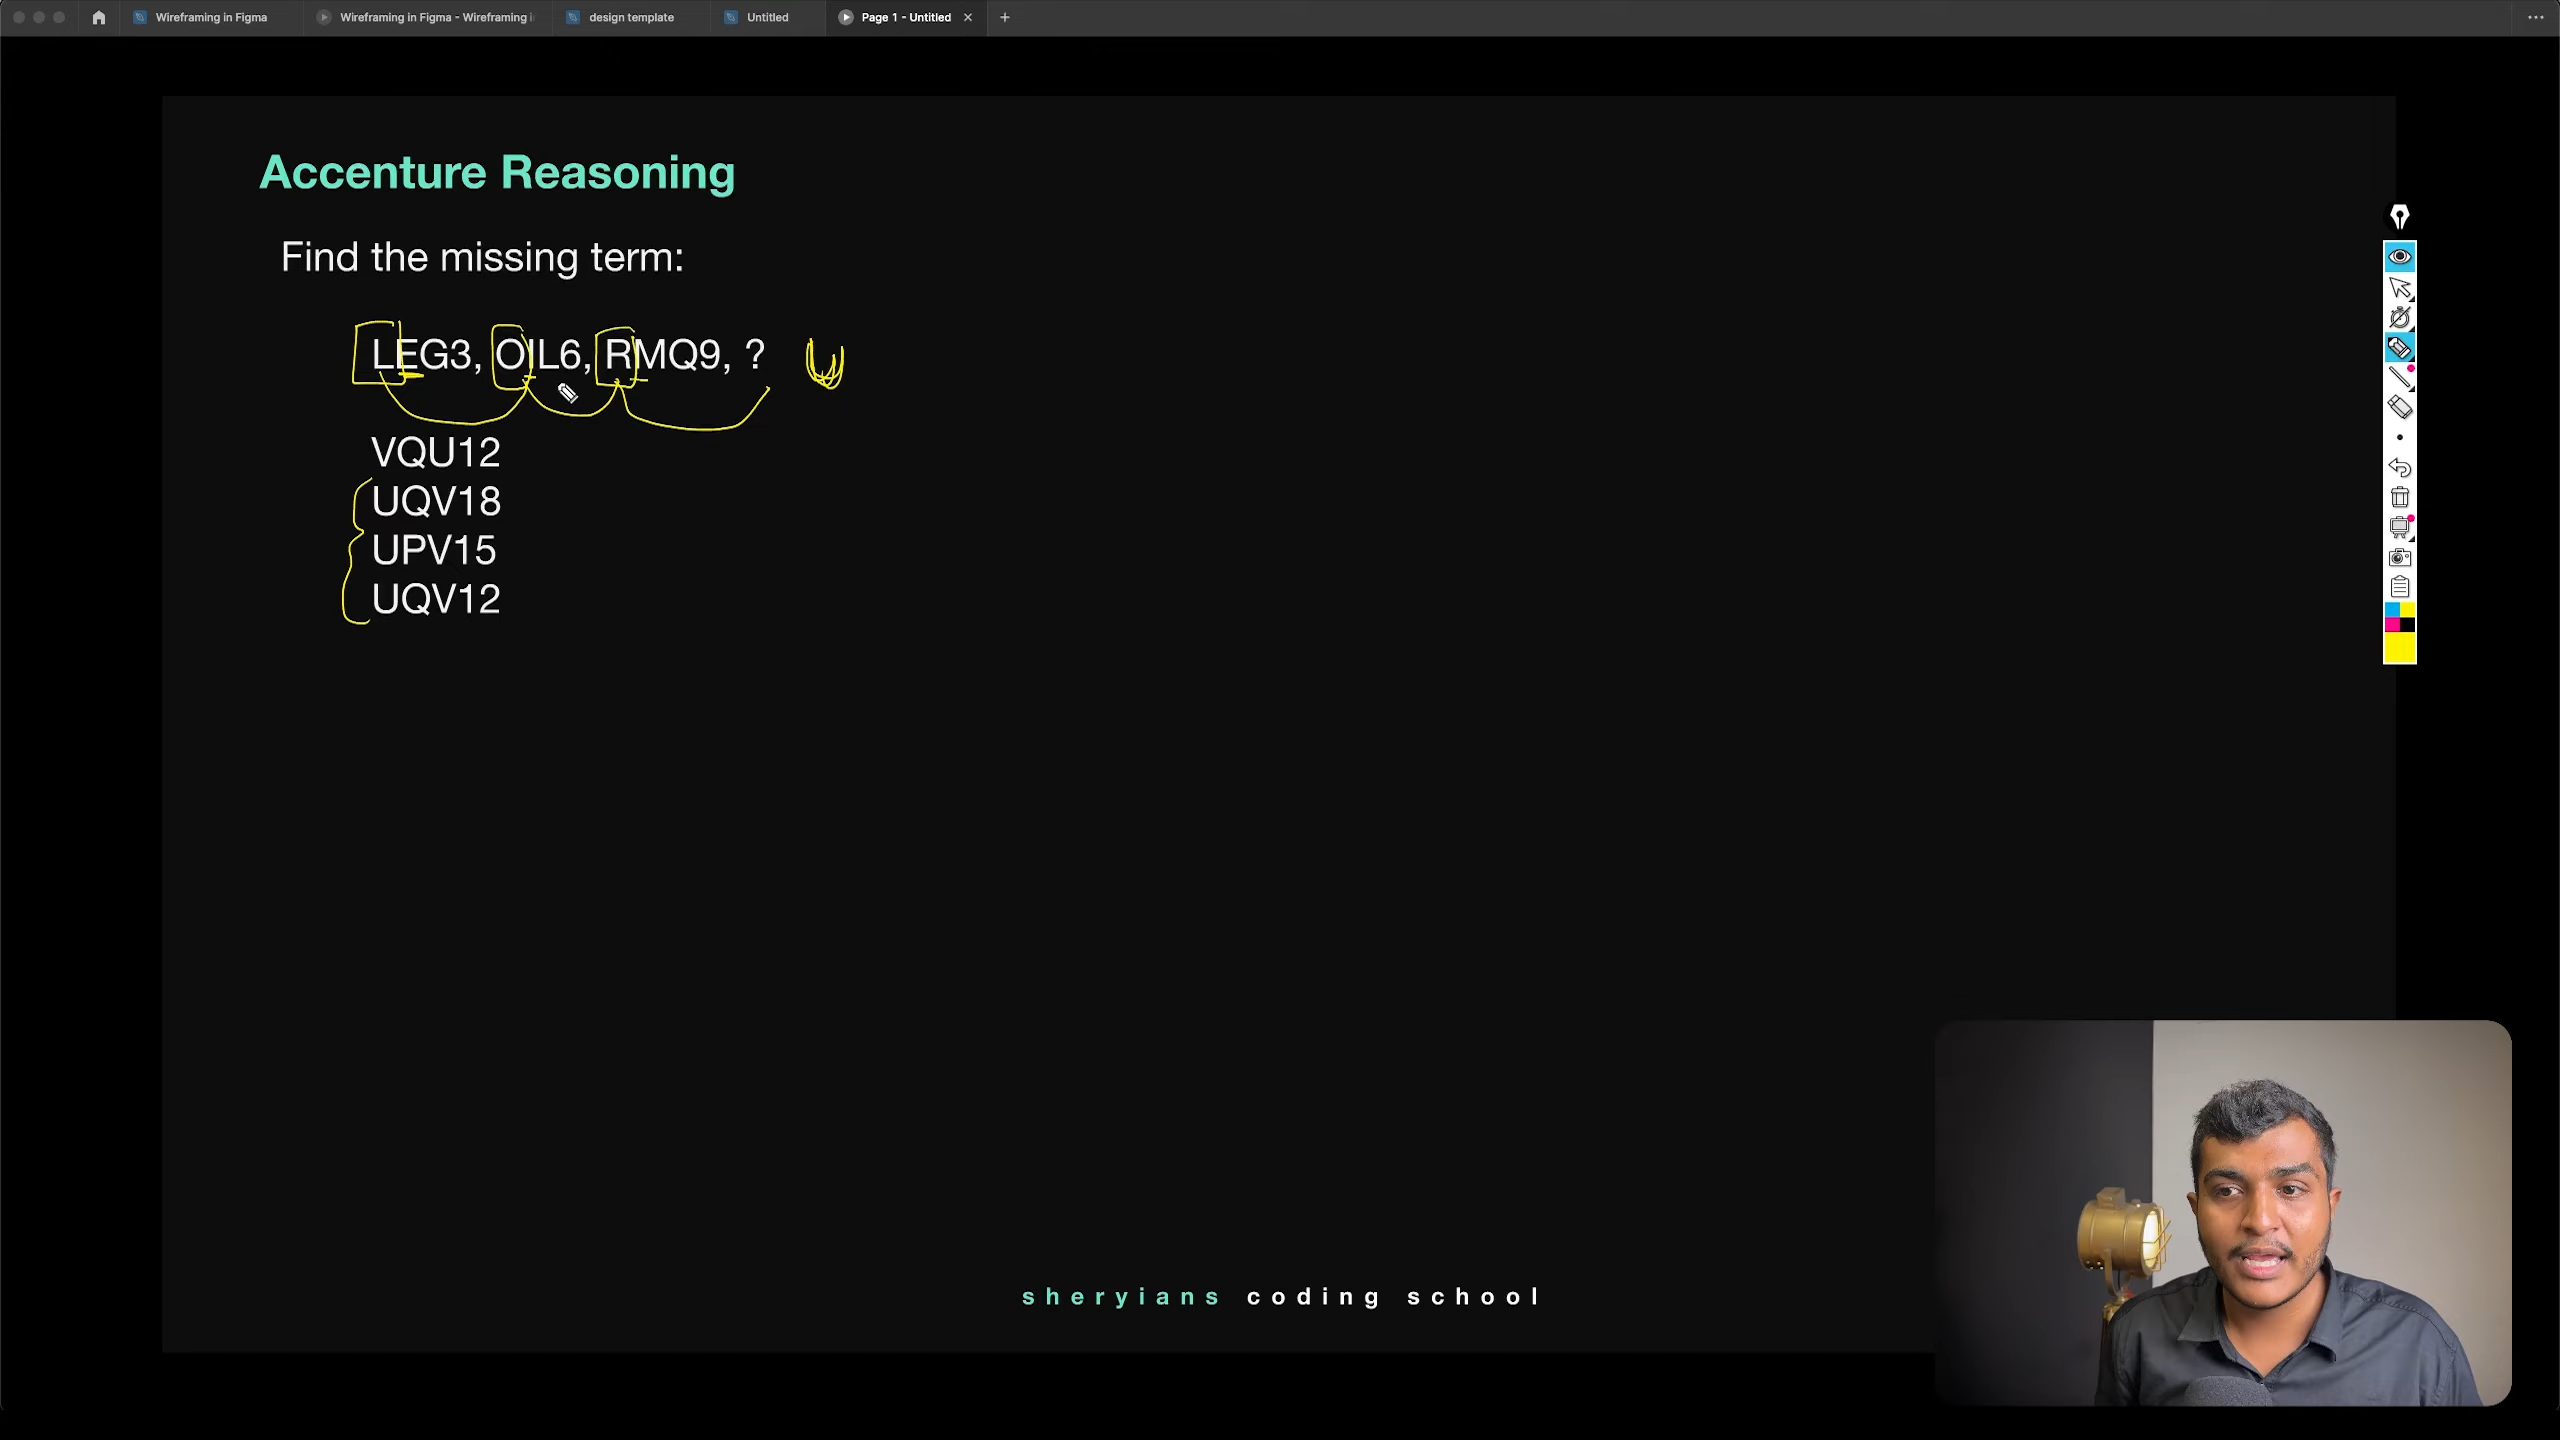 Wireframing in Figma
Wireframing in Figma - Wireframing i
design template
Untitled
Page 1 - Untitled
Accenture Reasoning
Find the missing term:
LEG3, OIL6, RMQ9, ? U
VQU12
UQV18
UPV15
UQV12
sheryians coding school